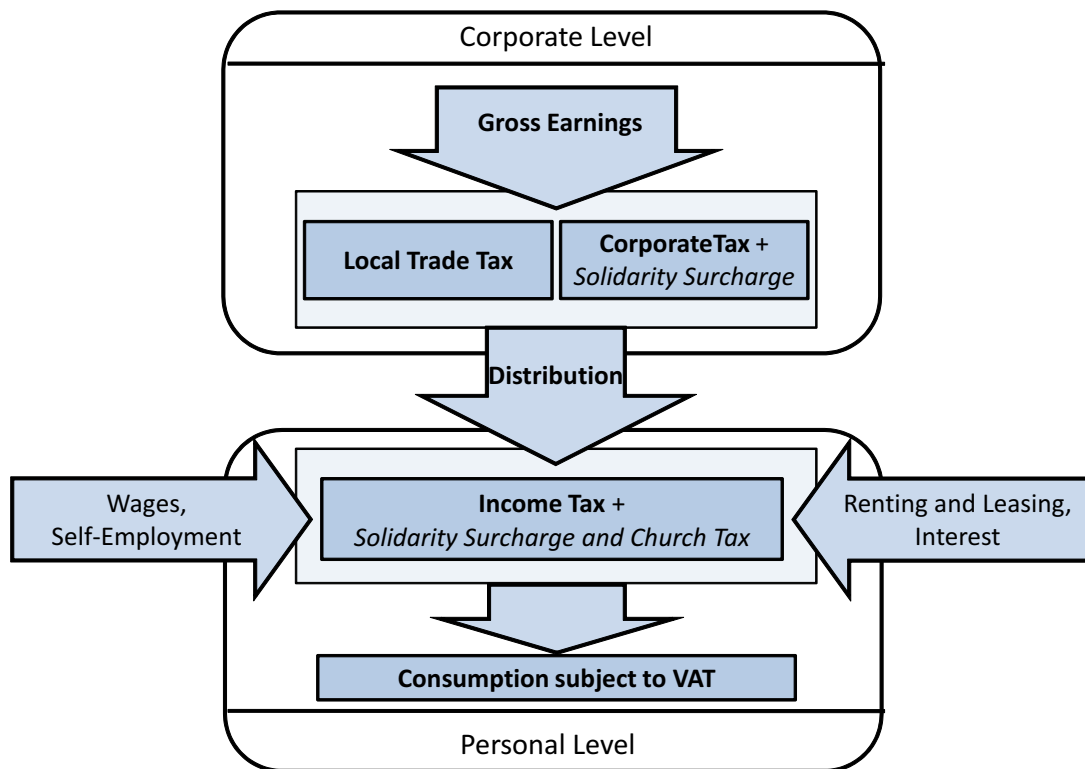 Corporate Level
Gross Earnings
Local Trade Tax
CorporateTax +
Solidarity Surcharge
Distribution
Wages,
Self-Employment
Income Tax +
Solidarity Surcharge and Church Tax
Renting and Leasing,
Interest
Consumption subject to VAT
Personal Level